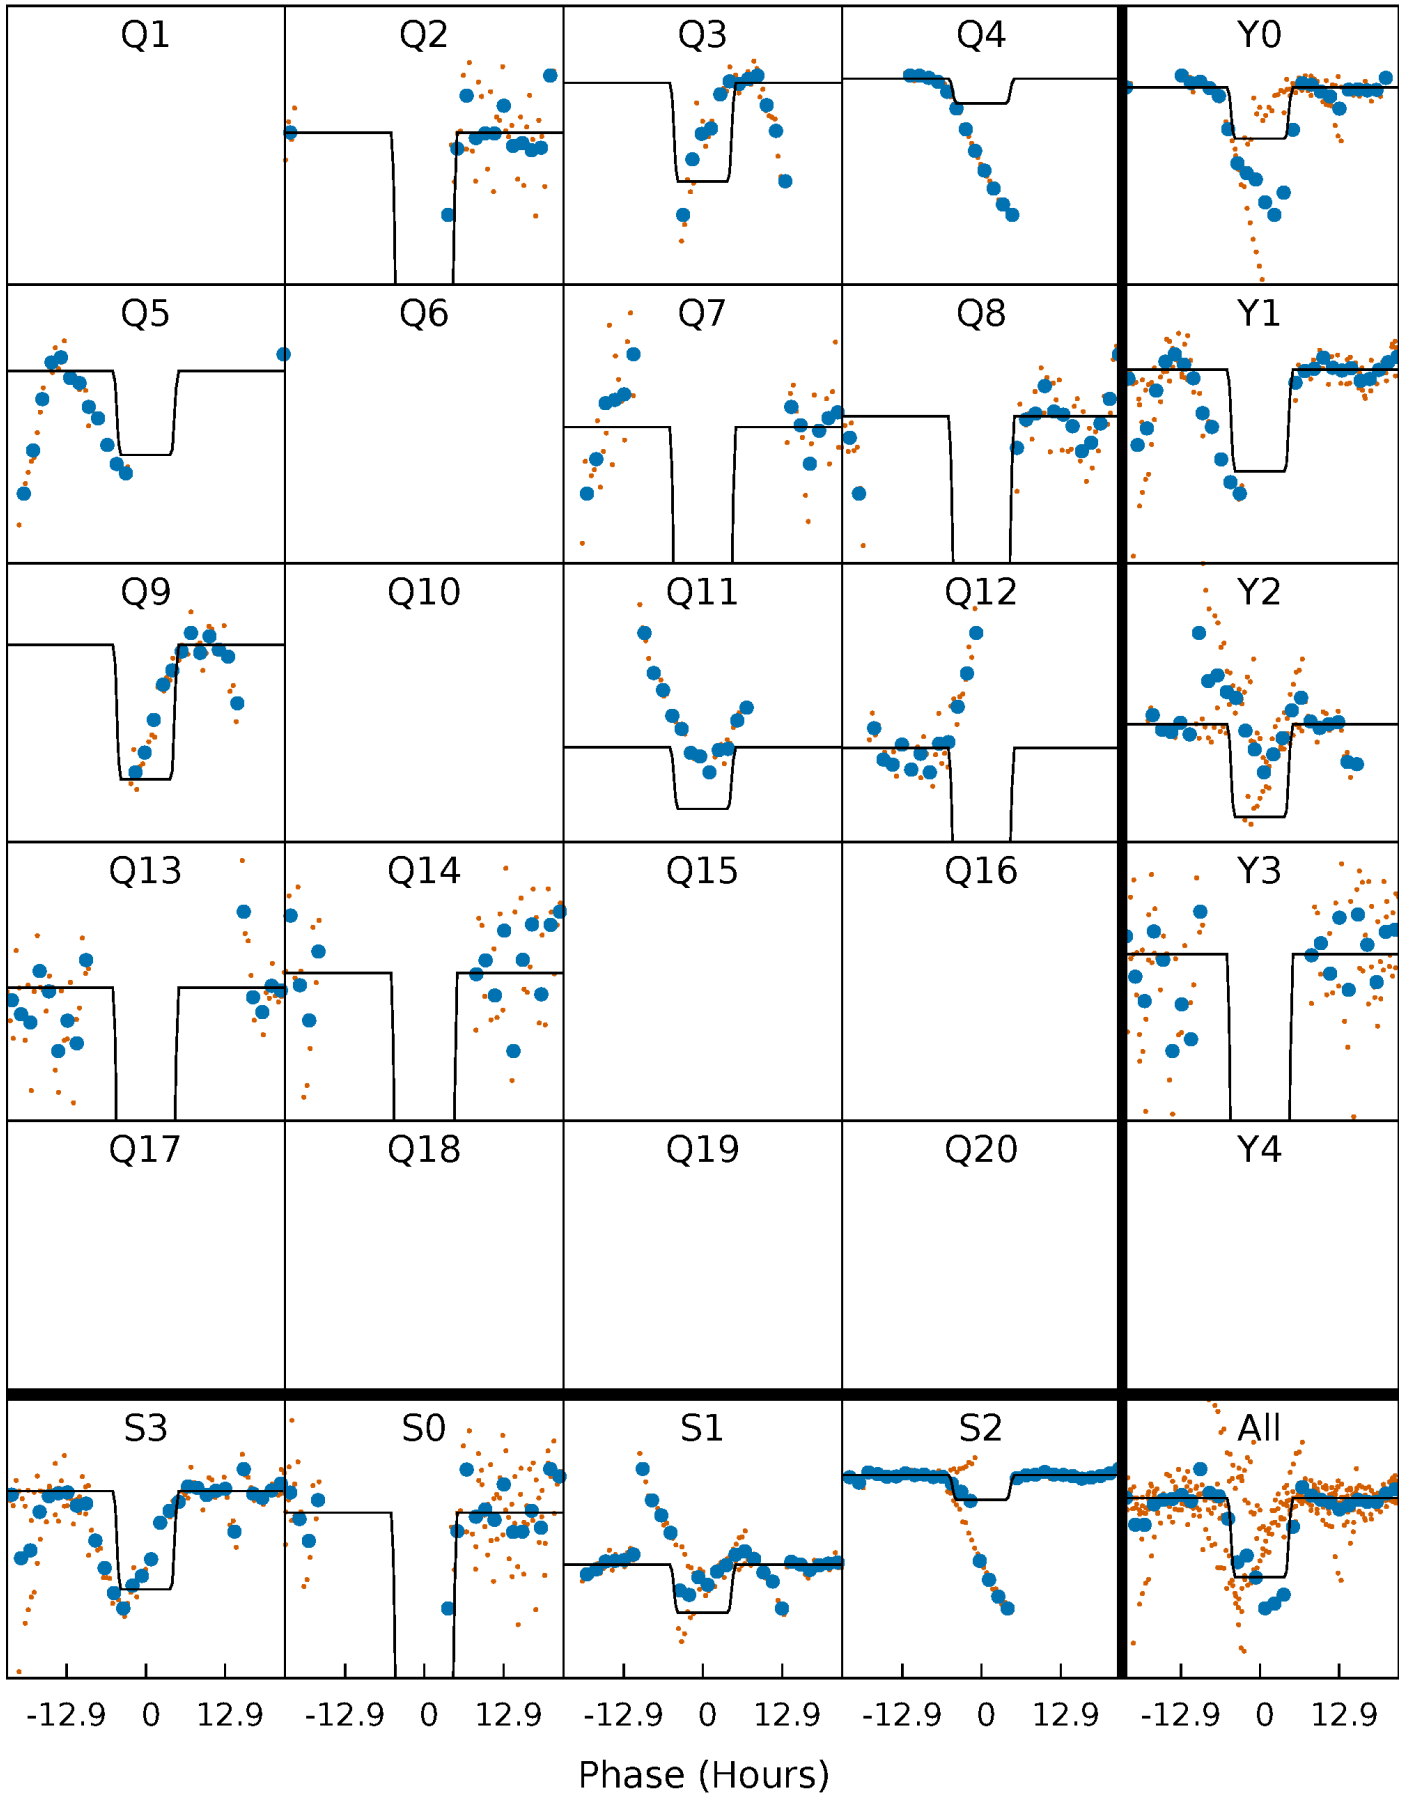 Q1 Q2 Q3 Q4 Y0
Q5 Q6 Q7 Q8 Y1
Q9 Q10 Q11 Q12 Y2
Q13 Q14 Q15 Q16 Y3
Q17 Q18 Q19 Q20 Y4
S3 S0 S1 S2 All
-12.9 0 12.9 -12.9 0 12.9 -12.9 0 12.9 -12.9 0 12.9 -12.9 0 12.9
Phase (Hours)